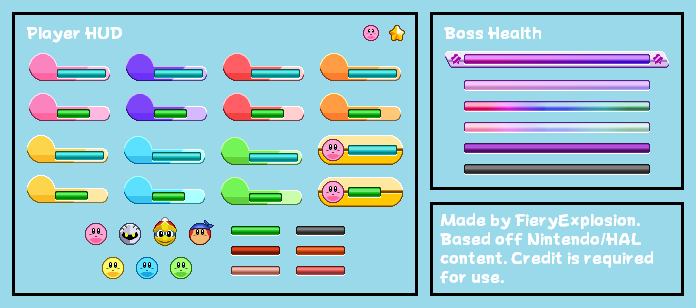 Player HUD
Boss Health
Made by FieryExplosion.
Based off Nintendo/HAL
content. Credit is required
for use.